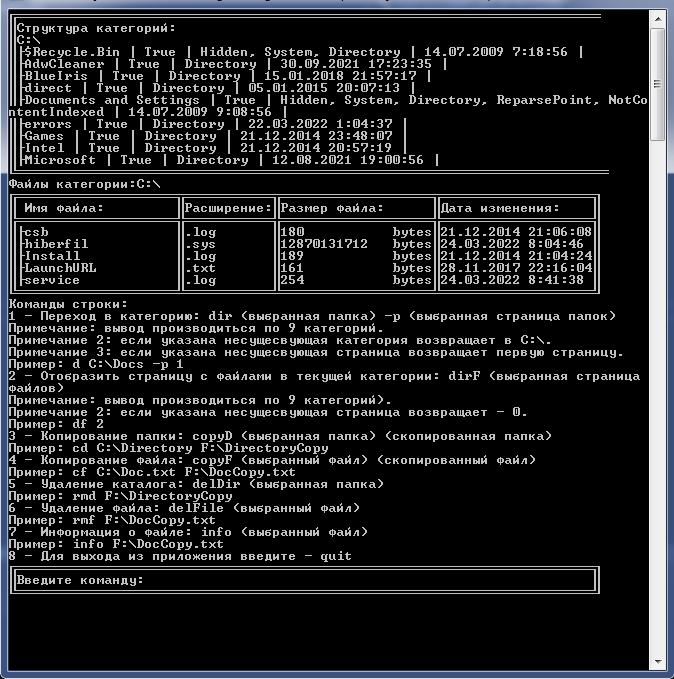 Структура категорий:
C:\
├$Recycle.Bin | True | Hidden, System, Directory | 14.07.2009 7:18:56 |
├AdwCleaner | True | Directory | 30.09.2021 17:23:35 |
├BlueIris | True | Directory | 15.01.2018 21:57:17 |
├direct | True | Directory | 05.01.2015 20:07:13 |
├Documents and Settings | True | Hidden, System, Directory, ReparsePoint, NotCo
ntentIndexed | 14.07.2009 9:08:56 |
├errors | True | Directory | 22.03.2022 1:04:37 |
├Games | True | Directory | 21.12.2014 23:48:07 |
├Intel | True | Directory | 21.12.2014 20:57:19 |
├Microsoft | True | Directory | 12.08.2021 19:00:56 |
Файлы категории:C:\
Имя файла: Расширение: Размер файла: Дата изменения:
├csb .log 180 bytes 21.12.2014 21:06:08
├hiberfil .sys 12870131712 bytes 24.03.2022 8:04:46
├Install .log 189 bytes 21.12.2014 21:04:24
├LaunchURL .txt 161 bytes 28.11.2017 22:16:04
├service .log 254 bytes 24.03.2022 8:41:38
Команды строки:
1 - Переход в категорию: dir (выбранная папка) -p (выбранная страница папок)
Примечание: вывод производиться по 9 категорий.
Примечание 2: если указана несущесвующая категория возвращает в C:\.
Примечание 3: если указана несущесвующая страница возвращает первую страницу.
Пример: d C:\Docs -p 1
2 - Отобразить страницу с файлами в текущей категории: dirF (выбранная страница
файлов)
Примечание: вывод производиться по 9 категорий).
Примечание 2: если указана несущесвующая страница возвращает - 0.
Пример: df 2
3 - Копирование папки: copyD (выбранная папка) (скопированная папка)
Пример: cd C:\Directory F:\DirectoryCopy
4 - Копирование файла: copyF (выбранный файл) (скопированный файл)
Пример: cf C:\Doc.txt F:\DocCopy.txt
5 - Удаление каталога: delDir (выбранная папка)
Пример: rmd F:\DirectoryCopy
6 - Удаление файла: delFile (выбранный файл)
Пример: rmf F:\DocCopy.txt
7 - Информация о файле: info (выбранный файл)
Пример: info F:\DocCopy.txt
8 - Для выхода из приложения введите - quit
Введите команду: